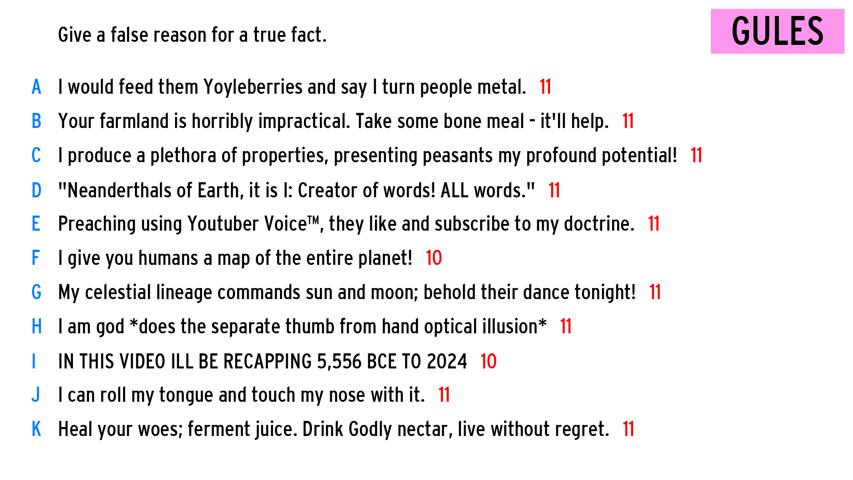 Give a false reason for a true fact.
GULES
A I would feed them Yoyleberries and say I turn people metal. 11
B Your farmland is horribly impractical. Take some bone meal - it'll help. 11
C I produce a plethora of properties, presenting peasants my profound potential! 11
D "Neanderthals of Earth, it is I: Creator of words! ALL words." 11
E Preaching using Youtuber Voice™, they like and subscribe to my doctrine. 11
F I give you humans a map of the entire planet! 10
G My celestial lineage commands sun and moon; behold their dance tonight! 11
H I am god *does the separate thumb from hand optical illusion* 11
I IN THIS VIDEO ILL BE RECAPPING 5,556 BCE TO 2024 10
J I can roll my tongue and touch my nose with it. 11
K Heal your woes; ferment juice. Drink Godly nectar, live without regret. 11